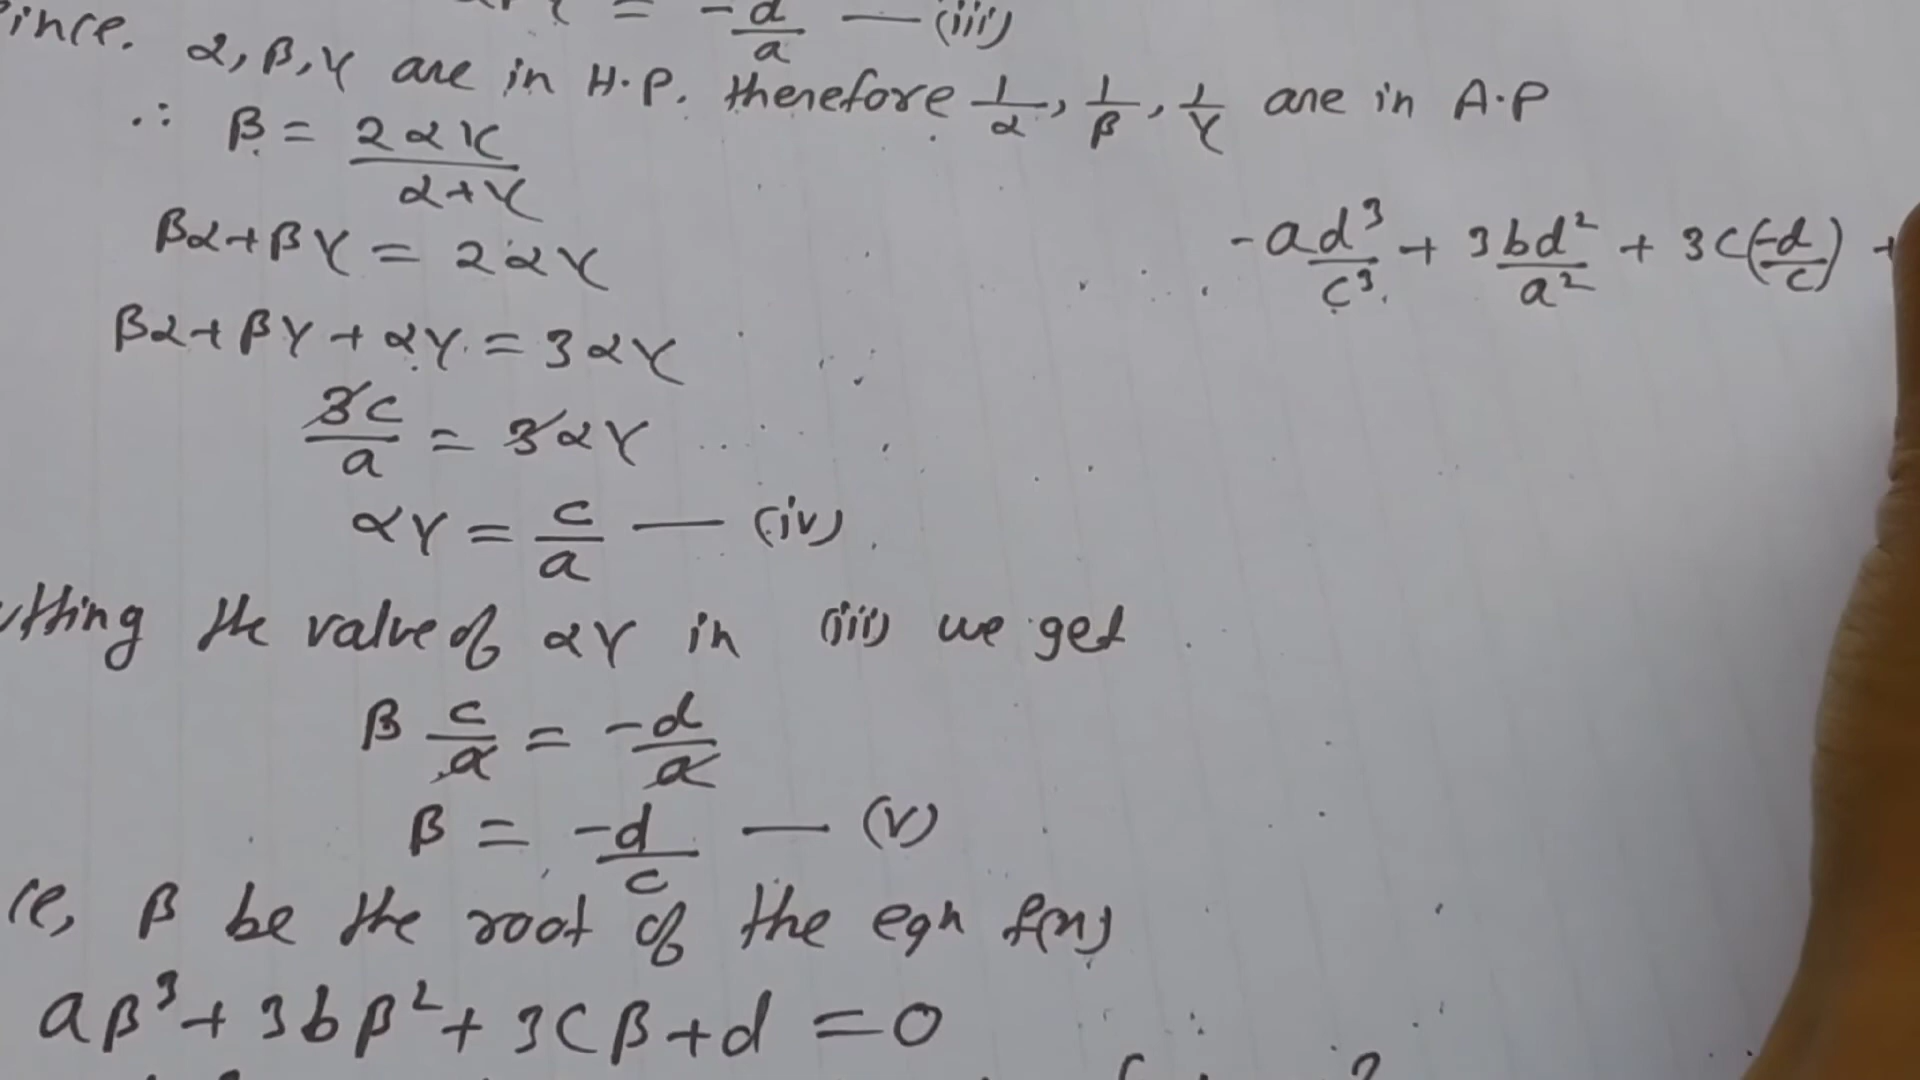 ince. = -d/a — (iii)
α, β, γ are in H.P. therefore 1/α, 1/β, 1/γ are in A.P
∴ β = 2αγ/α+γ
βα+βγ = 2αγ
βα+βγ+αγ = 3αγ
3c/a = 3αγ
αγ = c/a — (iv)
utting the value of αγ in (iii) we get
β c/a = -d/a
β = -d/c — (v)
ce, β be the root of the eqn f(x)
aβ³+3bβ²+3cβ+d = 0
-ad³/c³ + 3bd²/a² + 3c(-d/c) +